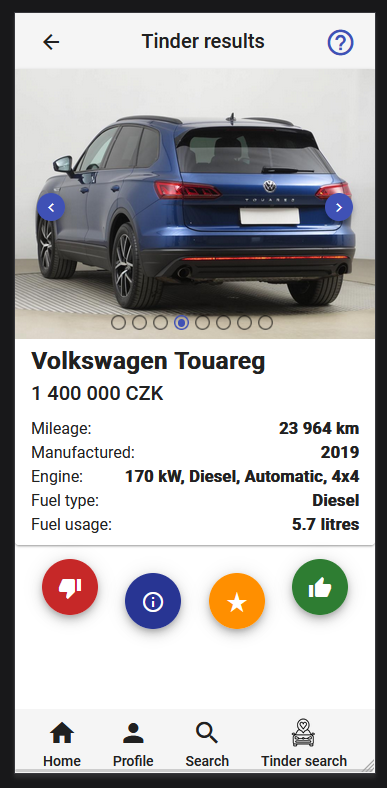 Tinder results
TOUAREG
Volkswagen Touareg
1 400 000 CZK
Mileage: 23 964 km
Manufactured: 2019
Engine: 170 kW, Diesel, Automatic, 4x4
Fuel type: Diesel
Fuel usage: 5.7 litres
Home Profile Search Tinder search